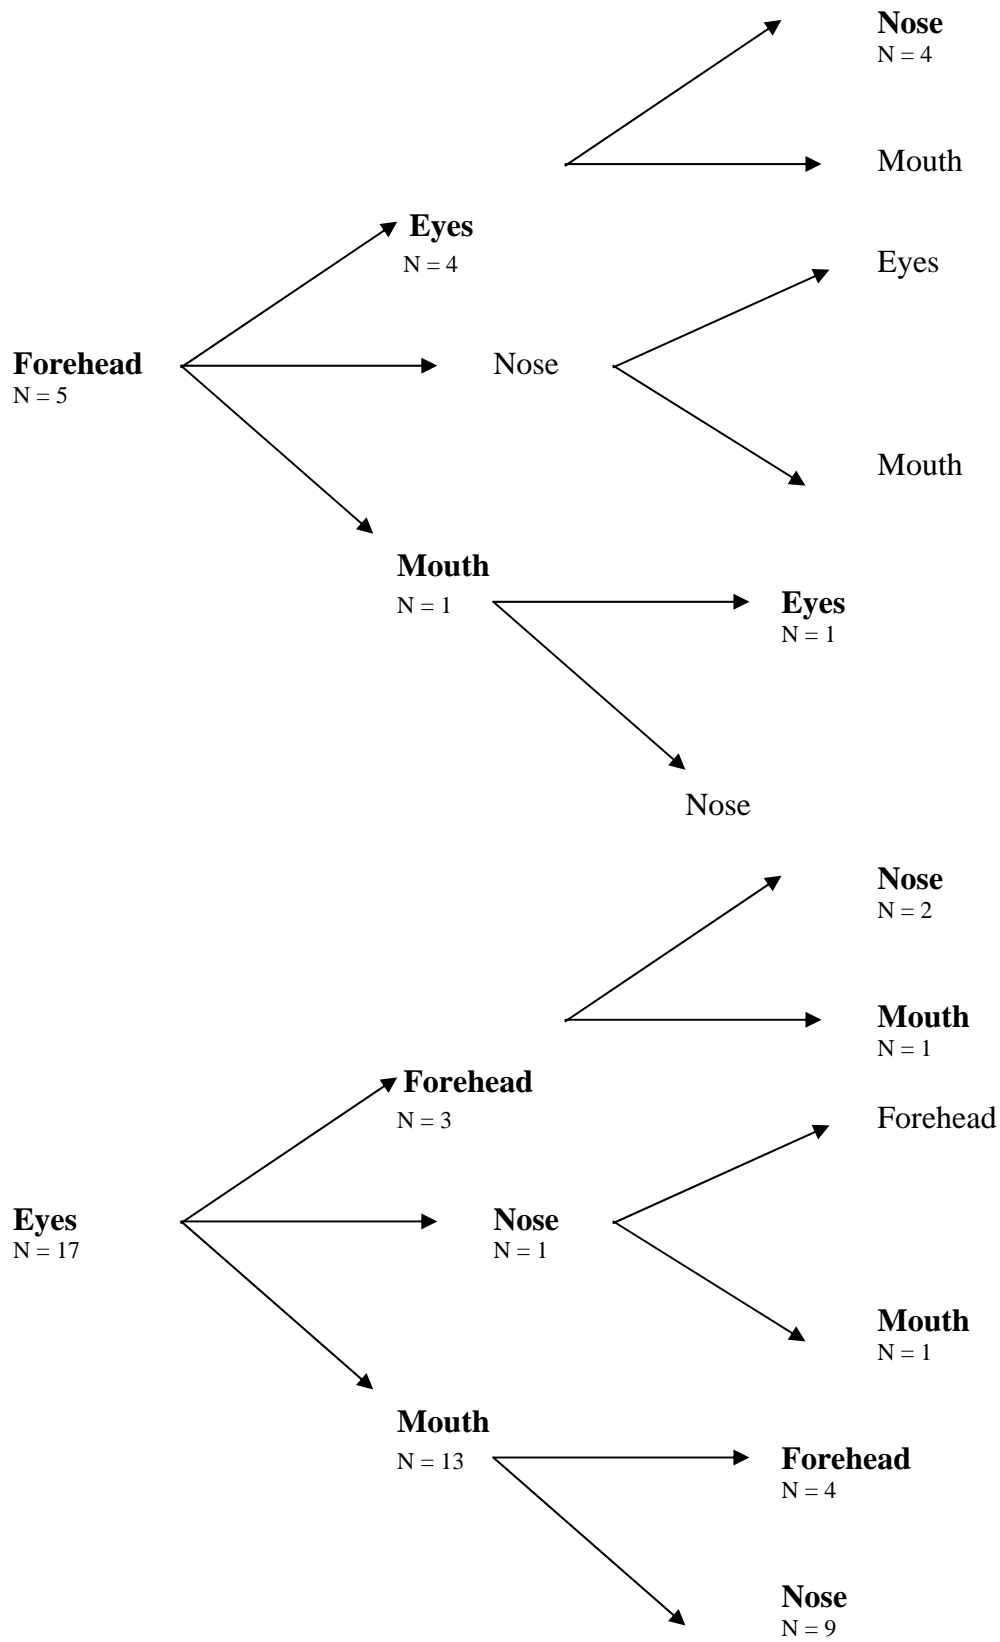 Nose
N = 4
Mouth
Eyes
N = 4
Eyes
Forehead
N = 5
Nose
Mouth
Mouth
N = 1
Eyes
N = 1
Nose
Nose
N = 2
Mouth
N = 1
Forehead
N = 3
Forehead
Eyes
N = 17
Nose
N = 1
Mouth
N = 1
Mouth
N = 13
Forehead
N = 4
Nose
N = 9